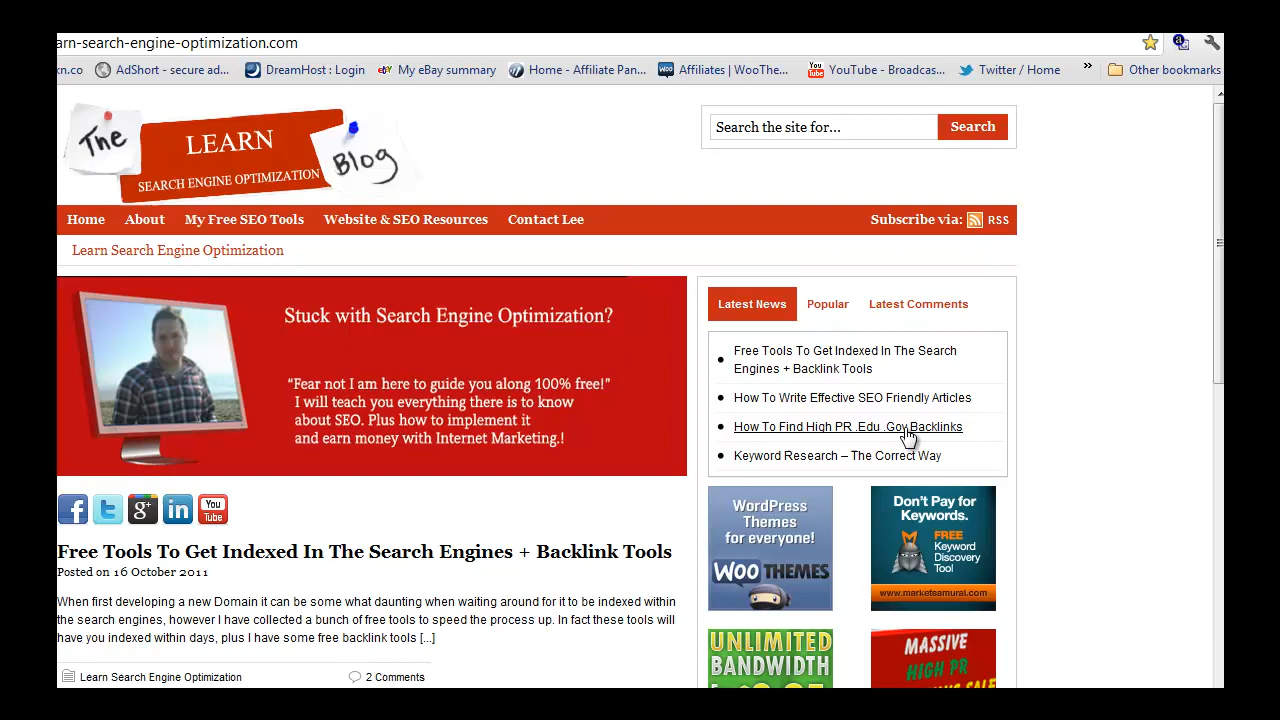 arn-search-engine-optimization.com
xn.co
AdShort - secure ad...
DreamHost : Login
My eBay summary
Home - Affiliate Pan...
Affiliates | WooThe...
YouTube - Broadcas...
Twitter / Home
»
Other bookmarks
The
LEARN
SEARCH ENGINE OPTIMIZATION
Blog
Search the site for...
Search
Home
About
My Free SEO Tools
Website & SEO Resources
Contact Lee
Subscribe via:
RSS
Learn Search Engine Optimization
Stuck with Search Engine Optimization?
“Fear not I am here to guide you along 100% free!”
I will teach you everything there is to know
about SEO. Plus how to implement it
and earn money with Internet Marketing.!
Latest News
Popular
Latest Comments
Free Tools To Get Indexed In The Search
Engines + Backlink Tools
How To Write Effective SEO Friendly Articles
How To Find High PR .Edu .Gov Backlinks
Keyword Research – The Correct Way
WordPress
Themes
for everyone!
WOO THEMES
Don't Pay for
Keywords.
FREE
Keyword
Discovery
Tool
www.marketsamurai.com
You
Tube
Free Tools To Get Indexed In The Search Engines + Backlink Tools
Posted on 16 October 2011
When first developing a new Domain it can be some what daunting when waiting around for it to be indexed within
the search engines, however I have collected a bunch of free tools to speed the process up. In fact these tools will
have you indexed within days, plus I have some free backlink tools [...]
Learn Search Engine Optimization
2 Comments
UNLIMITED
BANDWIDTH
MASSIVE
HIGH PR